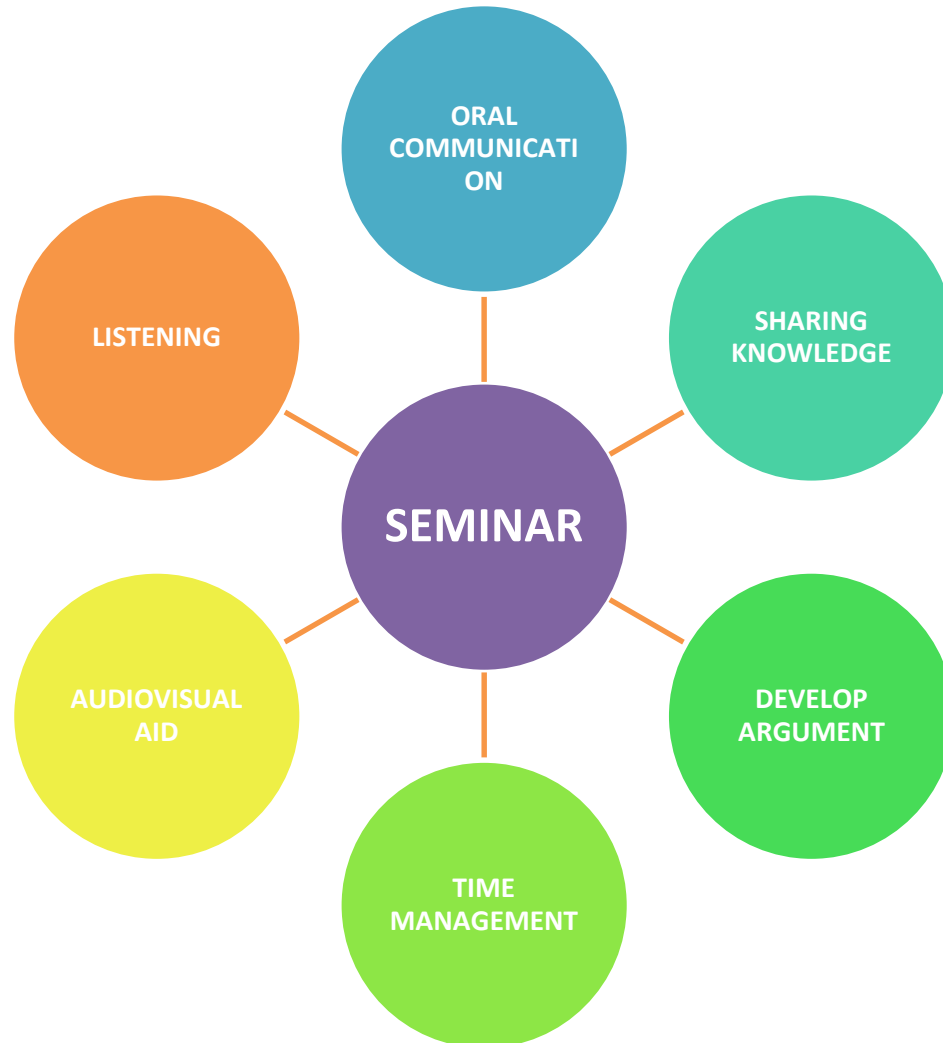 ORAL
COMMUNICATI
ON
SHARING
KNOWLEDGE
DEVELOP
ARGUMENT
TIME
MANAGEMENT
AUDIOVISUAL
AID
LISTENING
SEMINAR